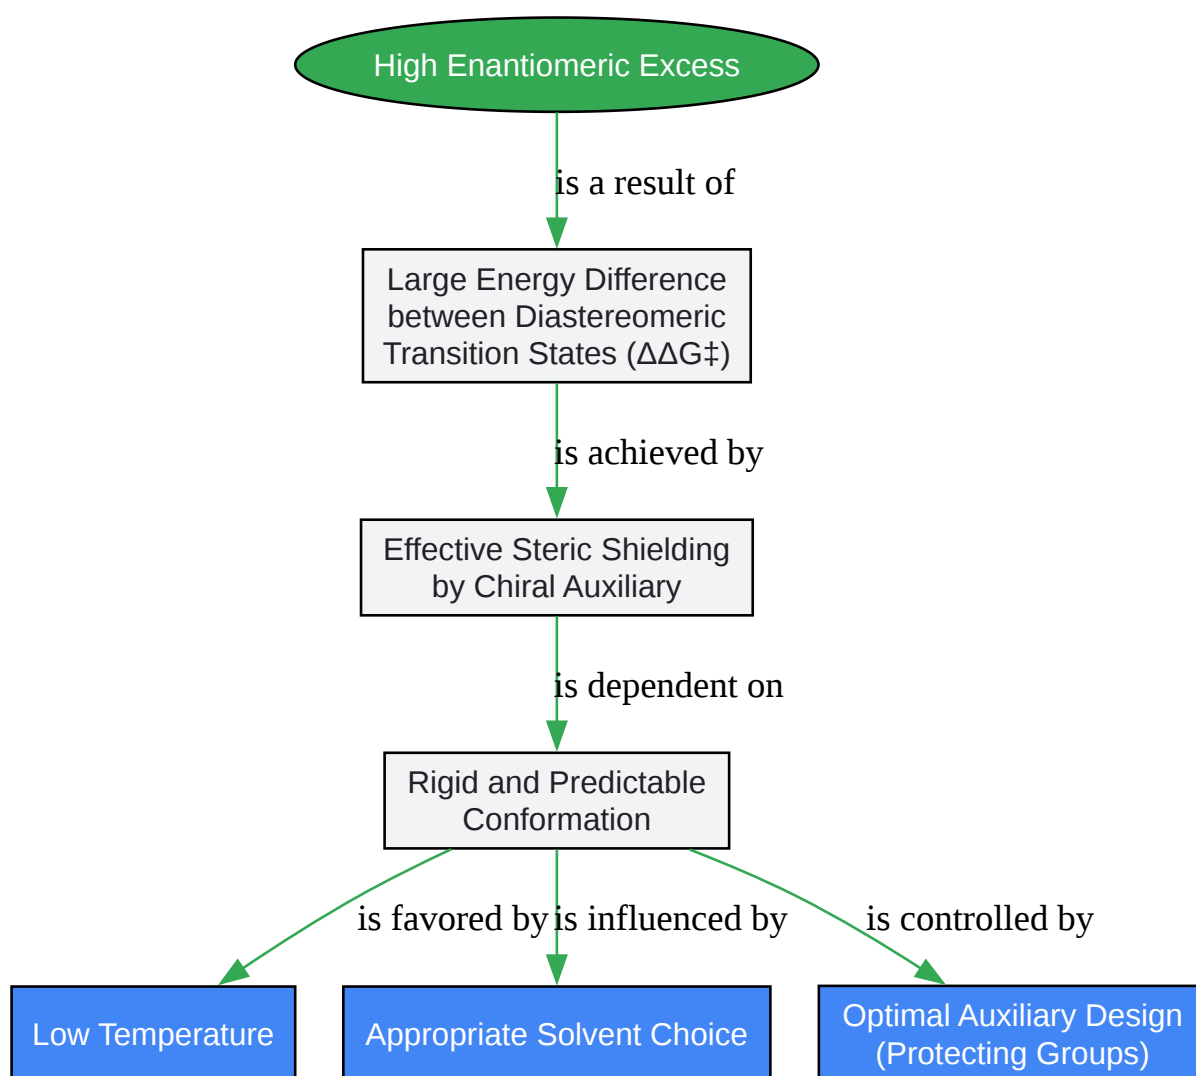 High Enantiomeric Excess
is a result of
Large Energy Difference
between Diastereomeric
Transition States (ΔΔG‡)
is achieved by
Effective Steric Shielding
by Chiral Auxiliary
is dependent on
Rigid and Predictable
Conformation
is favored by
is influenced by
is controlled by
Low Temperature
Appropriate Solvent Choice
Optimal Auxiliary Design
(Protecting Groups)